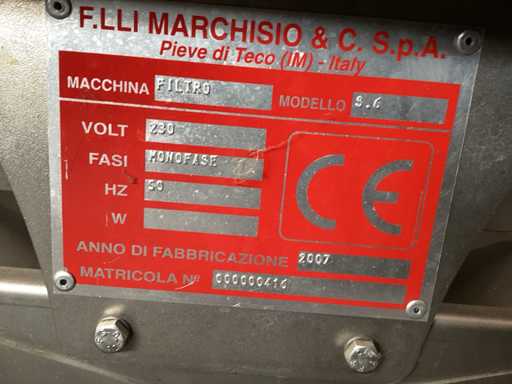 F.LLI MARCHISIO & C. S.p.A.
Pieve di Teco (IM) - Italy
MACCHINA FILTRO MODELLO S.6
VOLT 230
FASI MONOFASE
HZ 50
W
CE
ANNO DI FABBRICAZIONE 2007
MATRICOLA N° 000000416